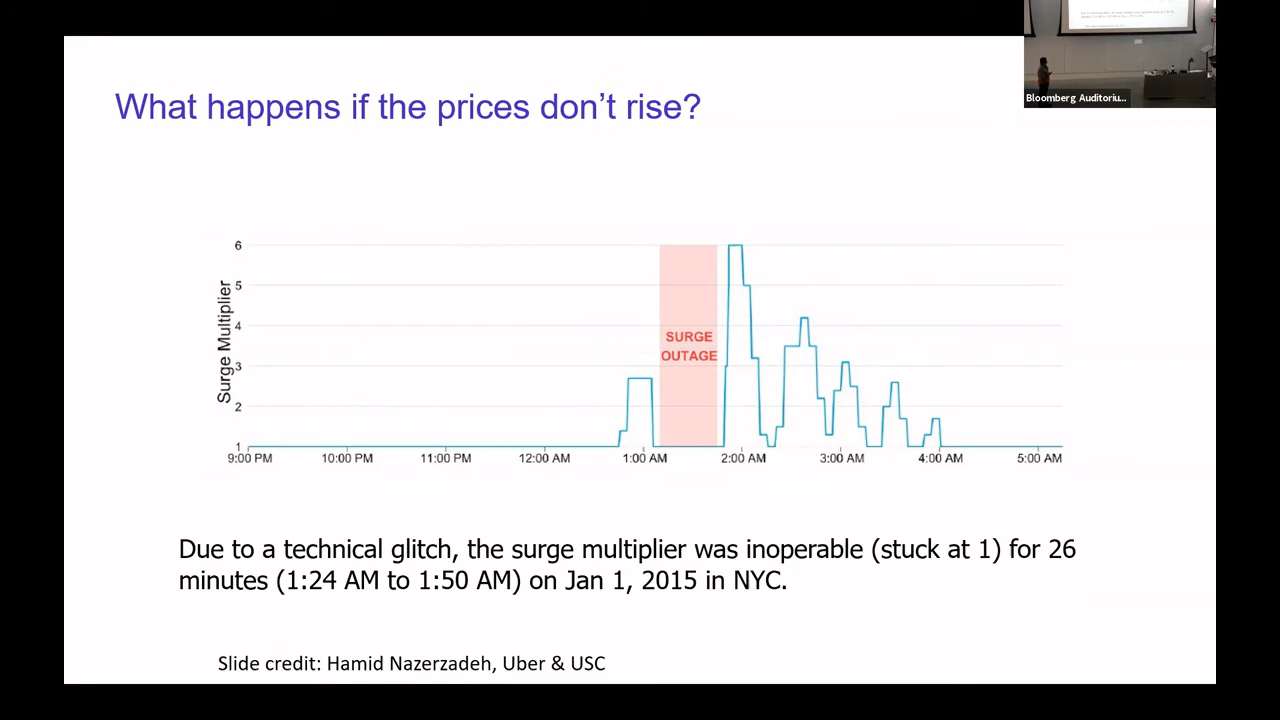 What happens if the prices don't rise?
Bloomberg Auditoriu...
Surge Multiplier
6
5
4
3
2
1
SURGE
OUTAGE
9:00 PM 10:00 PM 11:00 PM 12:00 AM 1:00 AM 2:00 AM 3:00 AM 4:00 AM 5:00 AM
Due to a technical glitch, the surge multiplier was inoperable (stuck at 1) for 26
minutes (1:24 AM to 1:50 AM) on Jan 1, 2015 in NYC.
Slide credit: Hamid Nazerzadeh, Uber & USC